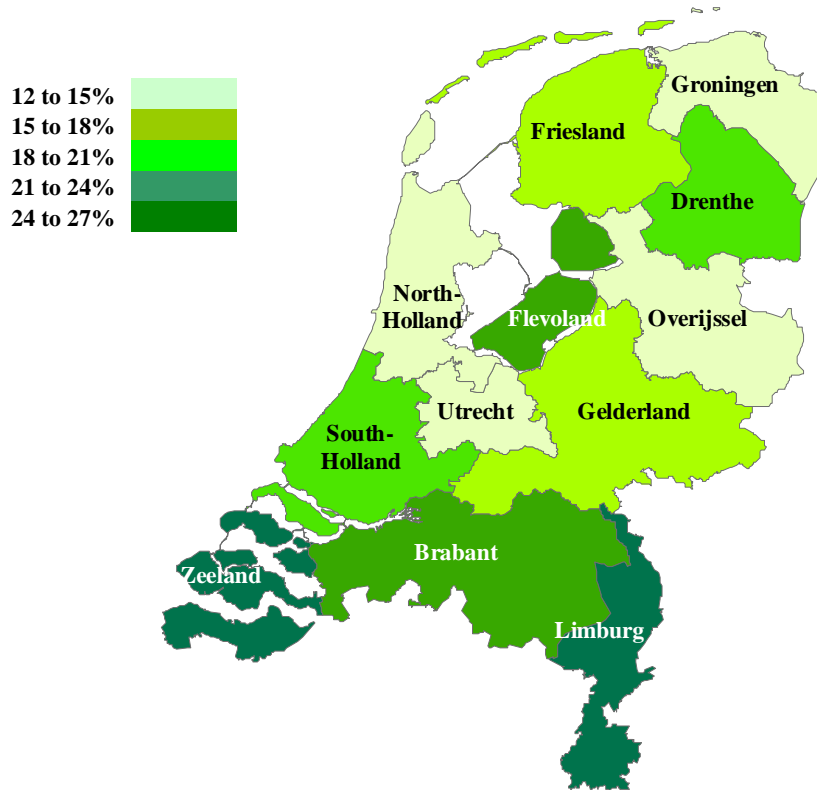 12 to 15%
15 to 18%
18 to 21%
21 to 24%
24 to 27%
Groningen
Friesland
Drenthe
North-
Holland
Flevoland
Overijssel
Utrecht
Gelderland
South-
Holland
Brabant
Zeeland
Limburg